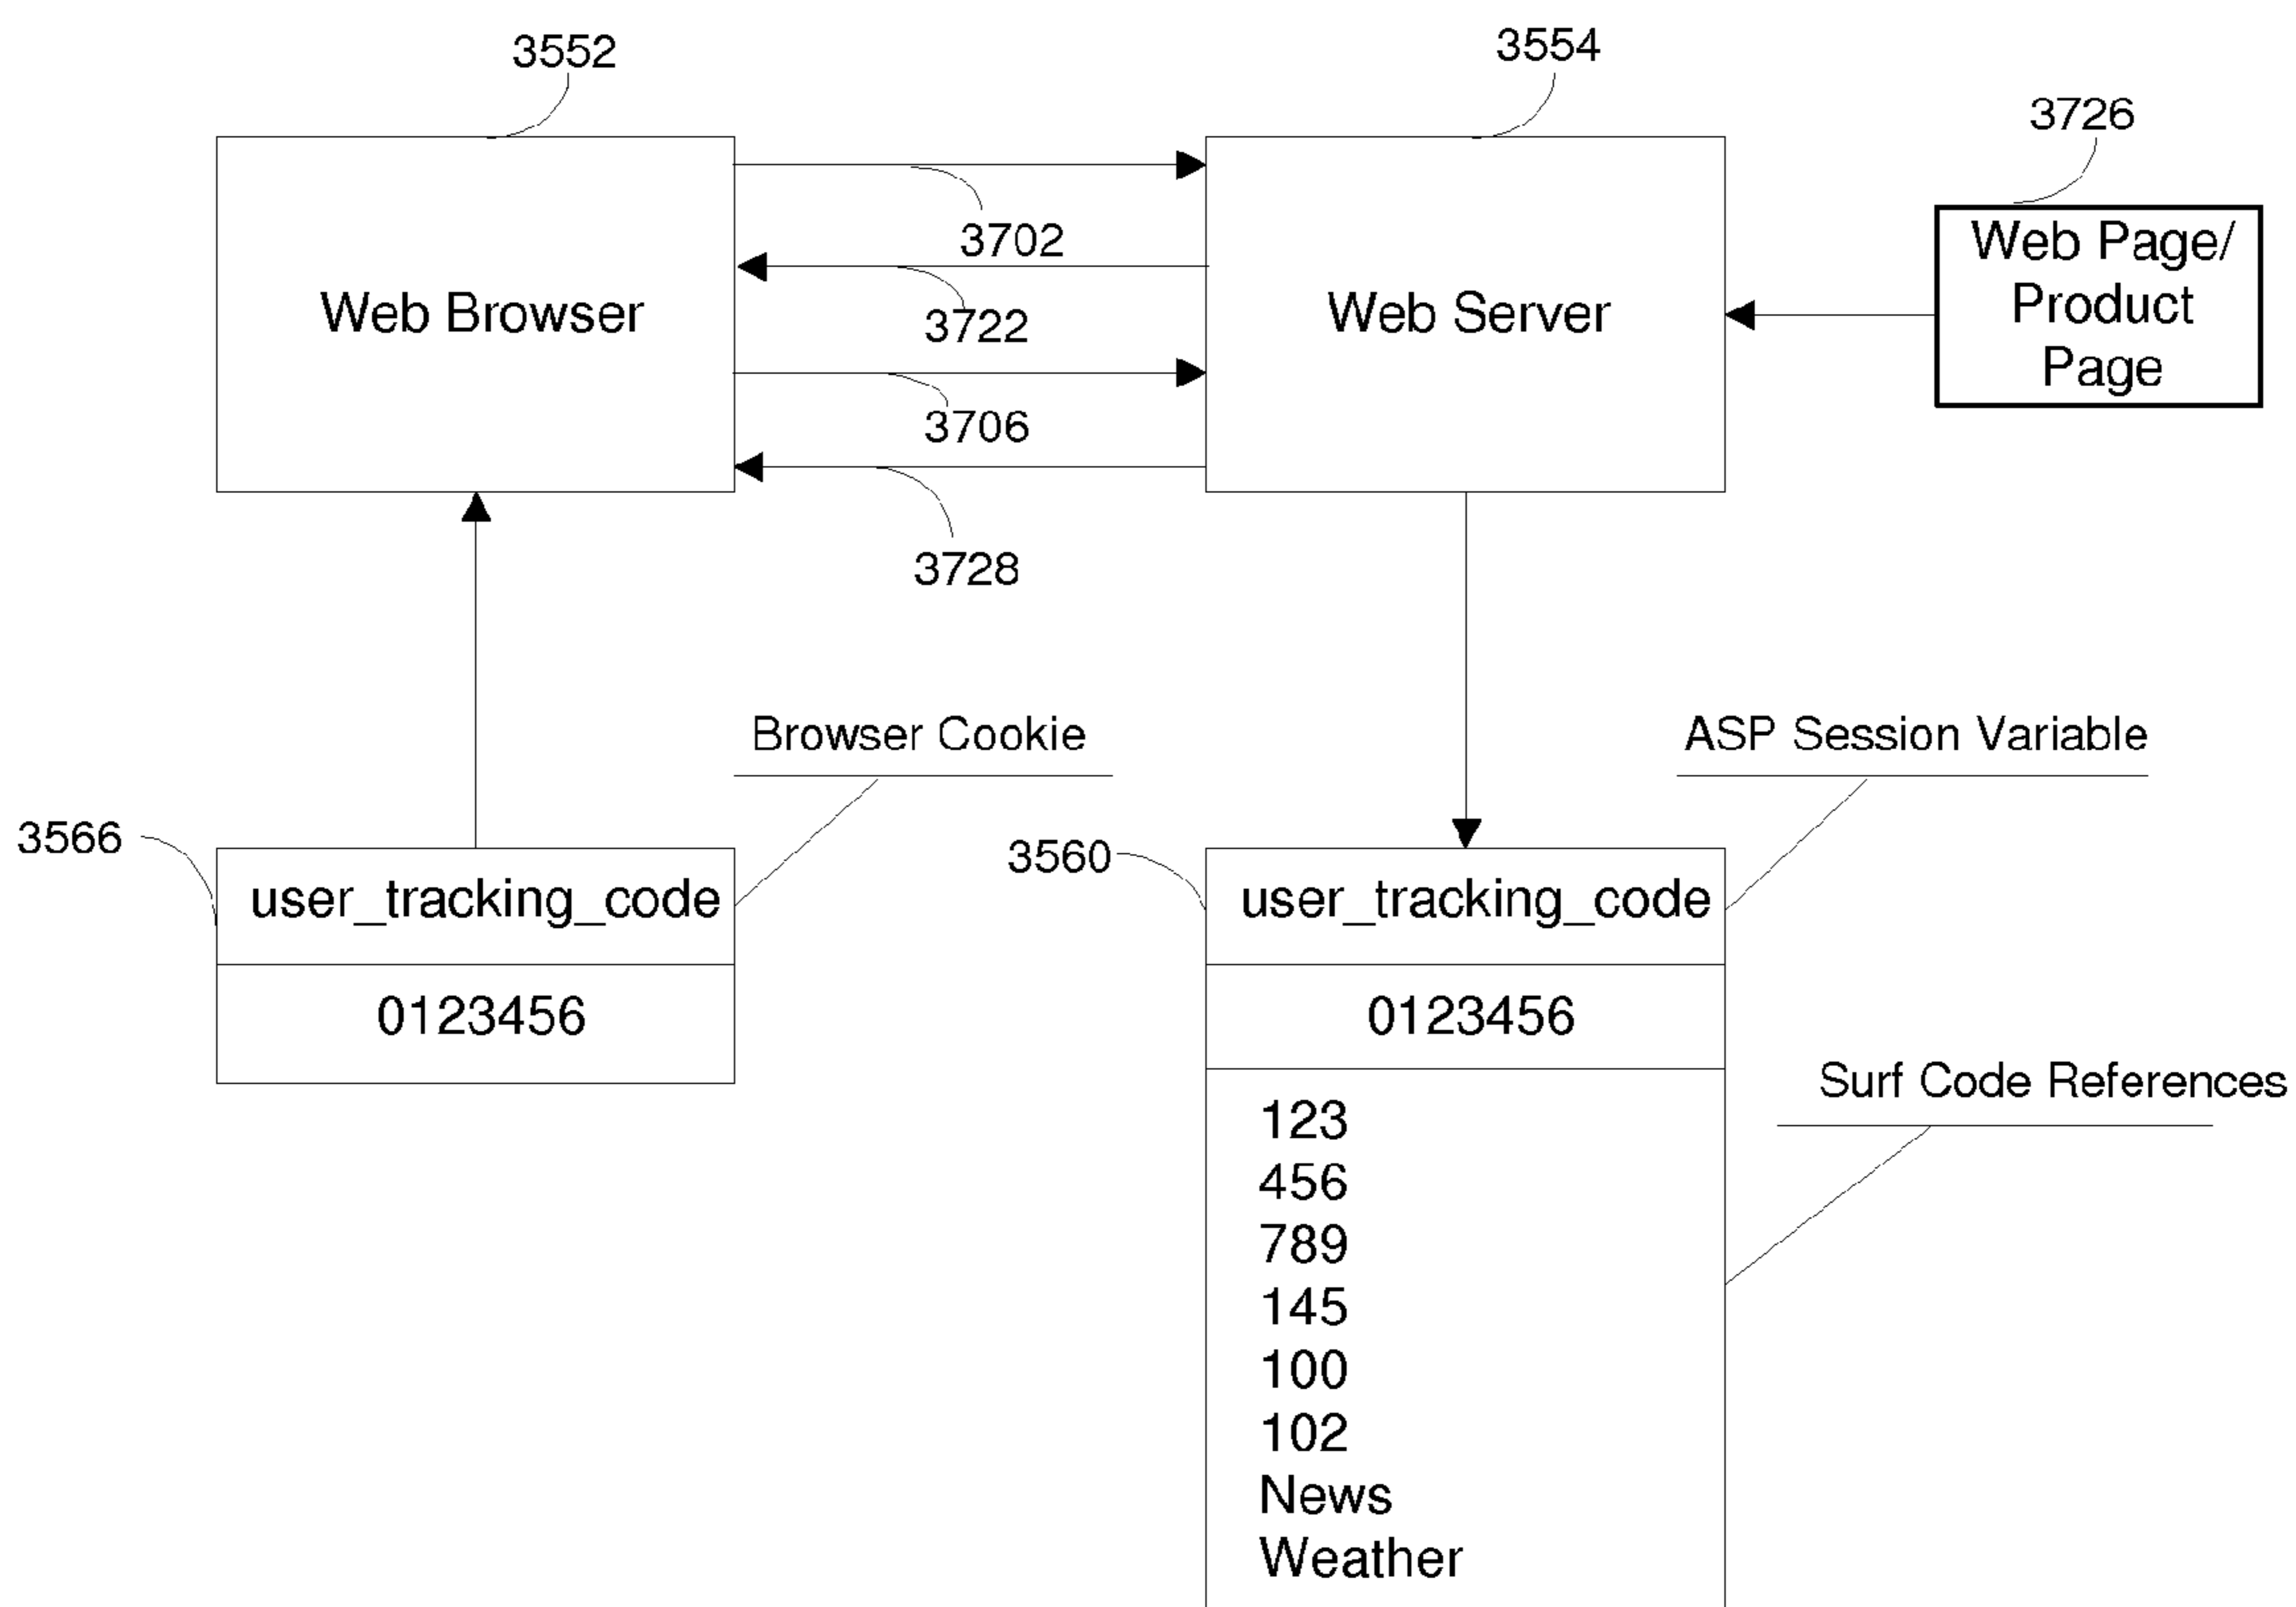 3552
3554
3726
Web Browser
3702
3722
3706
3728
Web Server
Web Page/
Product
Page
Browser Cookie
ASP Session Variable
3566
user_tracking_code
0123456
3560
user_tracking_code
0123456
Surf Code References
123
456
789
145
100
102
News
Weather